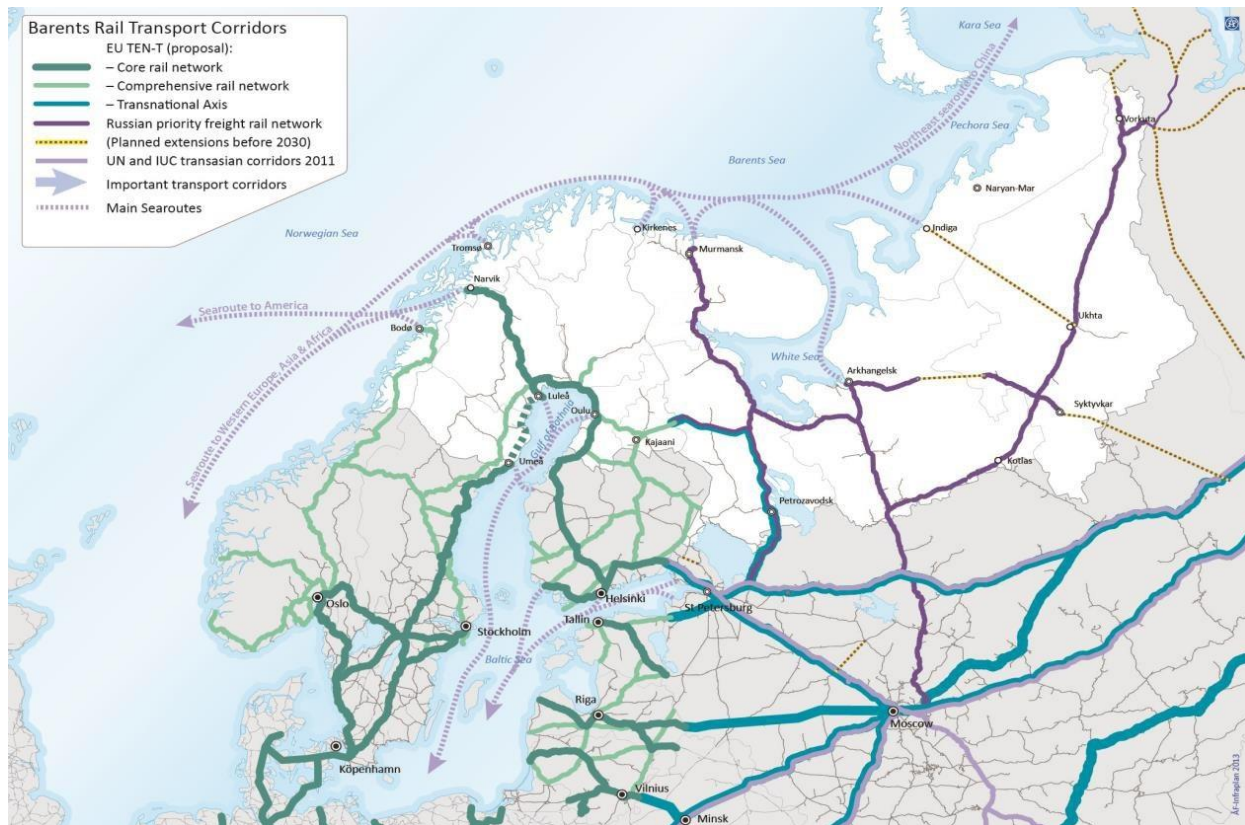 Barents Rail Transport Corridors
EU TEN-T (proposal):
– Core rail network
– Comprehensive rail network
– Transnational Axis
Russian priority freight rail network
(Planned extensions before 2030)
UN and IUC transasian corridors 2011
Important transport corridors
Main Searoutes
Kara Sea
Northeast searoute to China
Vorkuta
Pechora Sea
Barents Sea
Naryan-Mar
Norwegian Sea
Kirkenes
Indiga
Tromsø
Murmansk
Narvik
Searoute to America
Bodø
Ukhta
Searoute to Western Europe, Asia & Africa
White Sea
Arkhangelsk
Luleå
Oulu
Syktyvkar
Gulf of Bothnia
Kajaani
Umeå
Kotlas
Petrozavodsk
Oslo
Helsinki
St Petersburg
Tallin
Stockholm
Baltic Sea
Riga
Moscow
Köpenhamn
Vilnius
Minsk
ÅF-Infraplan 2013